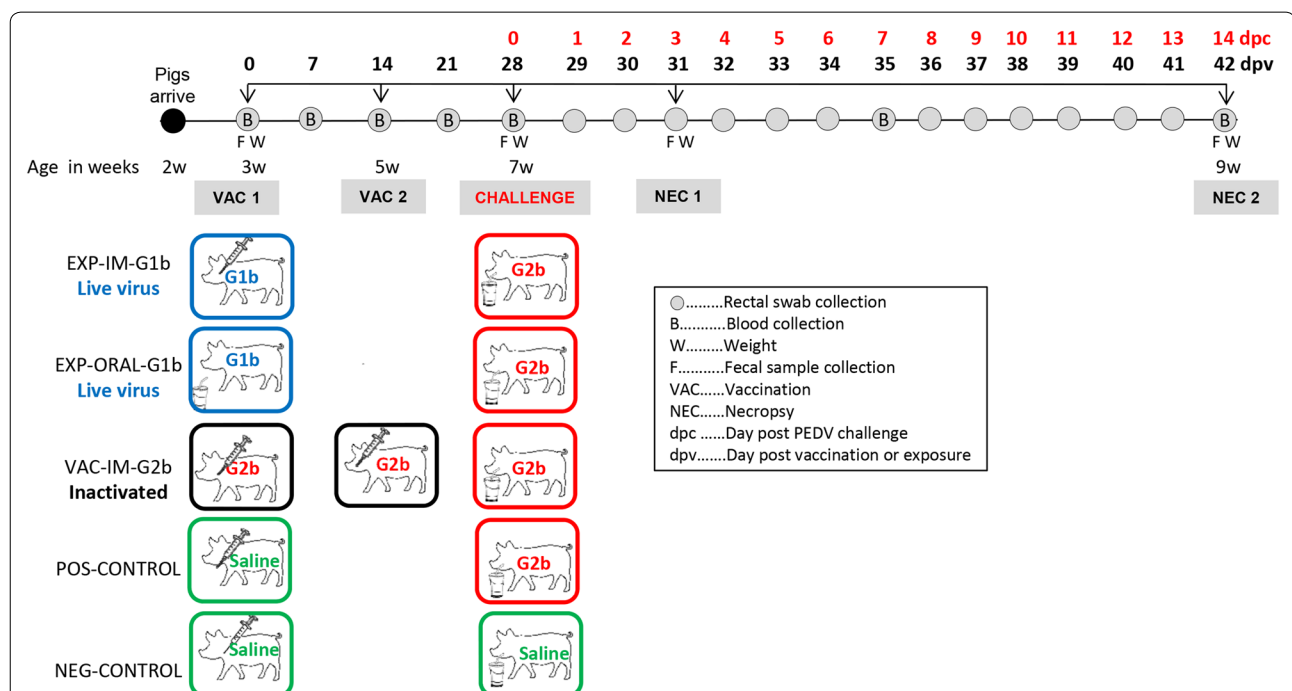 0 1 2 3 4 5 6 7 8 9 10 11 12 13 14 dpc
0 7 14 21 28 29 30 31 32 33 34 35 36 37 38 39 40 41 42 dpv
Pigs
arrive
B B B B B B B
F W F W F W F W
Age in weeks 2w 3w 5w 7w 9w
VAC 1 VAC 2 CHALLENGE NEC 1 NEC 2
EXP-IM-G1b
Live virus
G1b
G2b
EXP-ORAL-G1b
Live virus
G1b
G2b
VAC-IM-G2b
Inactivated
G2b
G2b
G2b
POS-CONTROL
Saline
G2b
NEG-CONTROL
Saline
Saline
.........Rectal swab collection
B...........Blood collection
W.........Weight
F.........Fecal sample collection
VAC......Vaccination
NEC......Necropsy
dpc ......Day post PEDV challenge
dpv.......Day post vaccination or exposure